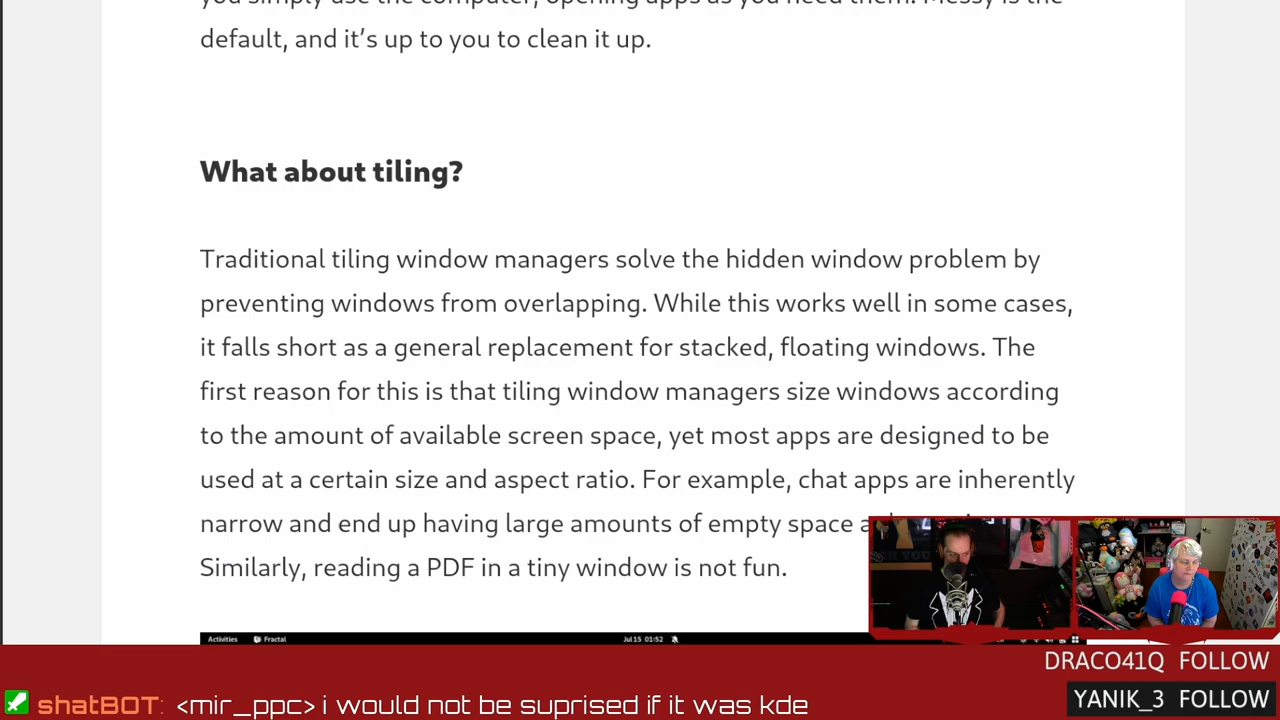 default, and it's up to you to clean it up.
What about tiling?
Traditional tiling window managers solve the hidden window problem by
preventing windows from overlapping. While this works well in some cases,
it falls short as a general replacement for stacked, floating windows. The
first reason for this is that tiling window managers size windows according
to the amount of available screen space, yet most apps are designed to be
used at a certain size and aspect ratio. For example, chat apps are inherently
narrow and end up having large amounts of empty space
Similarly, reading a PDF in a tiny window is not fun.
Activities Fractal Jul 15 01:52
DRACO41Q FOLLOW
shatBOT: <mir_ppc> i would not be suprised if it was kde
YANIK_3 FOLLOW